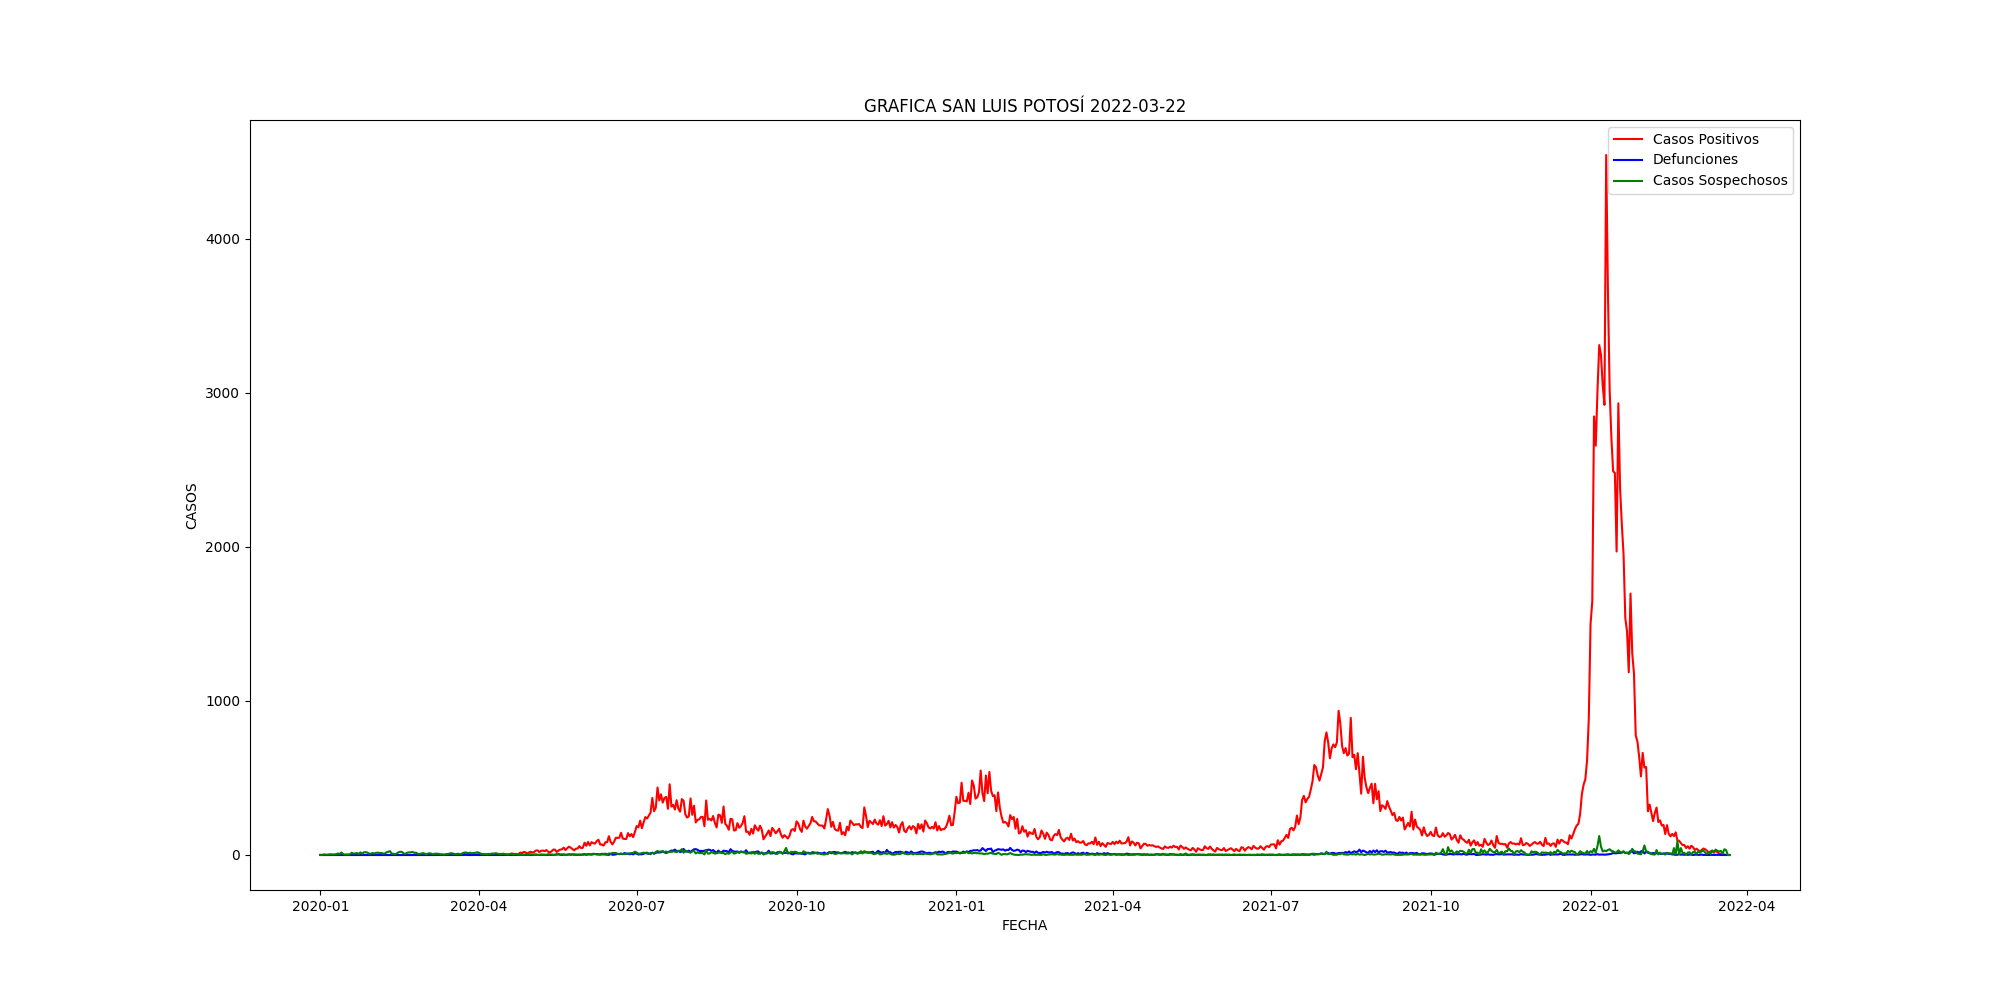 GRAFICA SAN LUIS POTOSÍ 2022-03-22
Casos Positivos
Defunciones
Casos Sospechosos
4000
3000
2000
1000
0
CASOS
2020-01 2020-04 2020-07 2020-10 2021-01 2021-04 2021-07 2021-10 2022-01 2022-04
FECHA